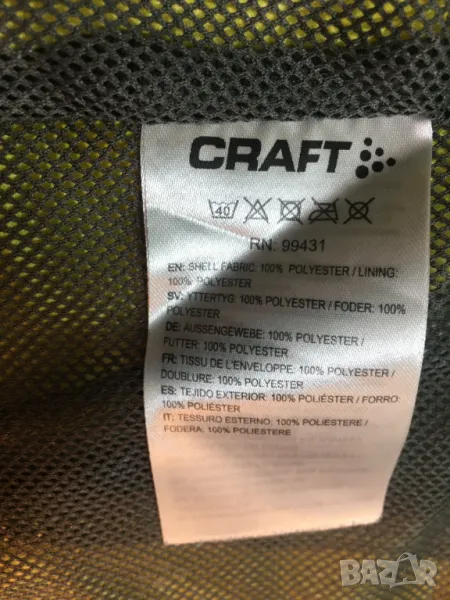 CRAFT
40
RN: 99431
EN: SHELL FABRIC: 100% POLYESTER / LINING:
100% POLYESTER
SV: YTTERTYG: 100% POLYESTER / FODER: 100%
POLYESTER
DE: AUSSENGEWEBE: 100% POLYESTER /
FUTTER: 100% POLYESTER
FR: TISSU DE L'ENVELOPPE: 100% POLYESTER /
DOUBLURE: 100% POLYESTER
ES: TEJIDO EXTERIOR: 100% POLIÉSTER / FORRO:
100% POLIÉSTER
IT: TESSURO ESTERNO: 100% POLIESTERE /
FODERA: 100% POLIESTERE
BAZAR